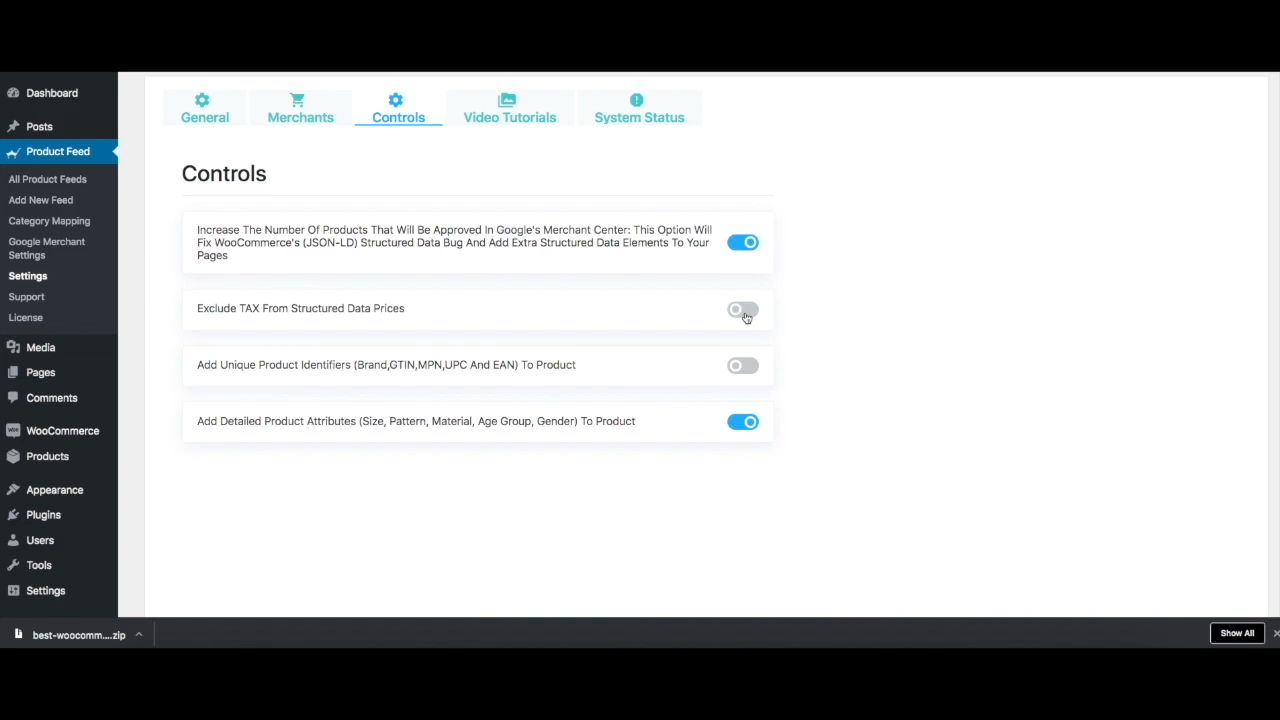 Dashboard
Posts
Product Feed
All Product Feeds
Add New Feed
Category Mapping
Google Merchant
Settings
Settings
Support
License
Media
Pages
Comments
WooCommerce
Products
Appearance
Plugins
Users
Tools
Settings
General
Merchants
Controls
Video Tutorials
System Status
Controls
Increase The Number Of Products That Will Be Approved In Google's Merchant Center: This Option Will
Fix WooCommerce's (JSON-LD) Structured Data Bug And Add Extra Structured Data Elements To Your
Pages
Exclude TAX From Structured Data Prices
Add Unique Product Identifiers (Brand,GTIN,MPN,UPC And EAN) To Product
Add Detailed Product Attributes (Size, Pattern, Material, Age Group, Gender) To Product
best-woocomm....zip
Show All